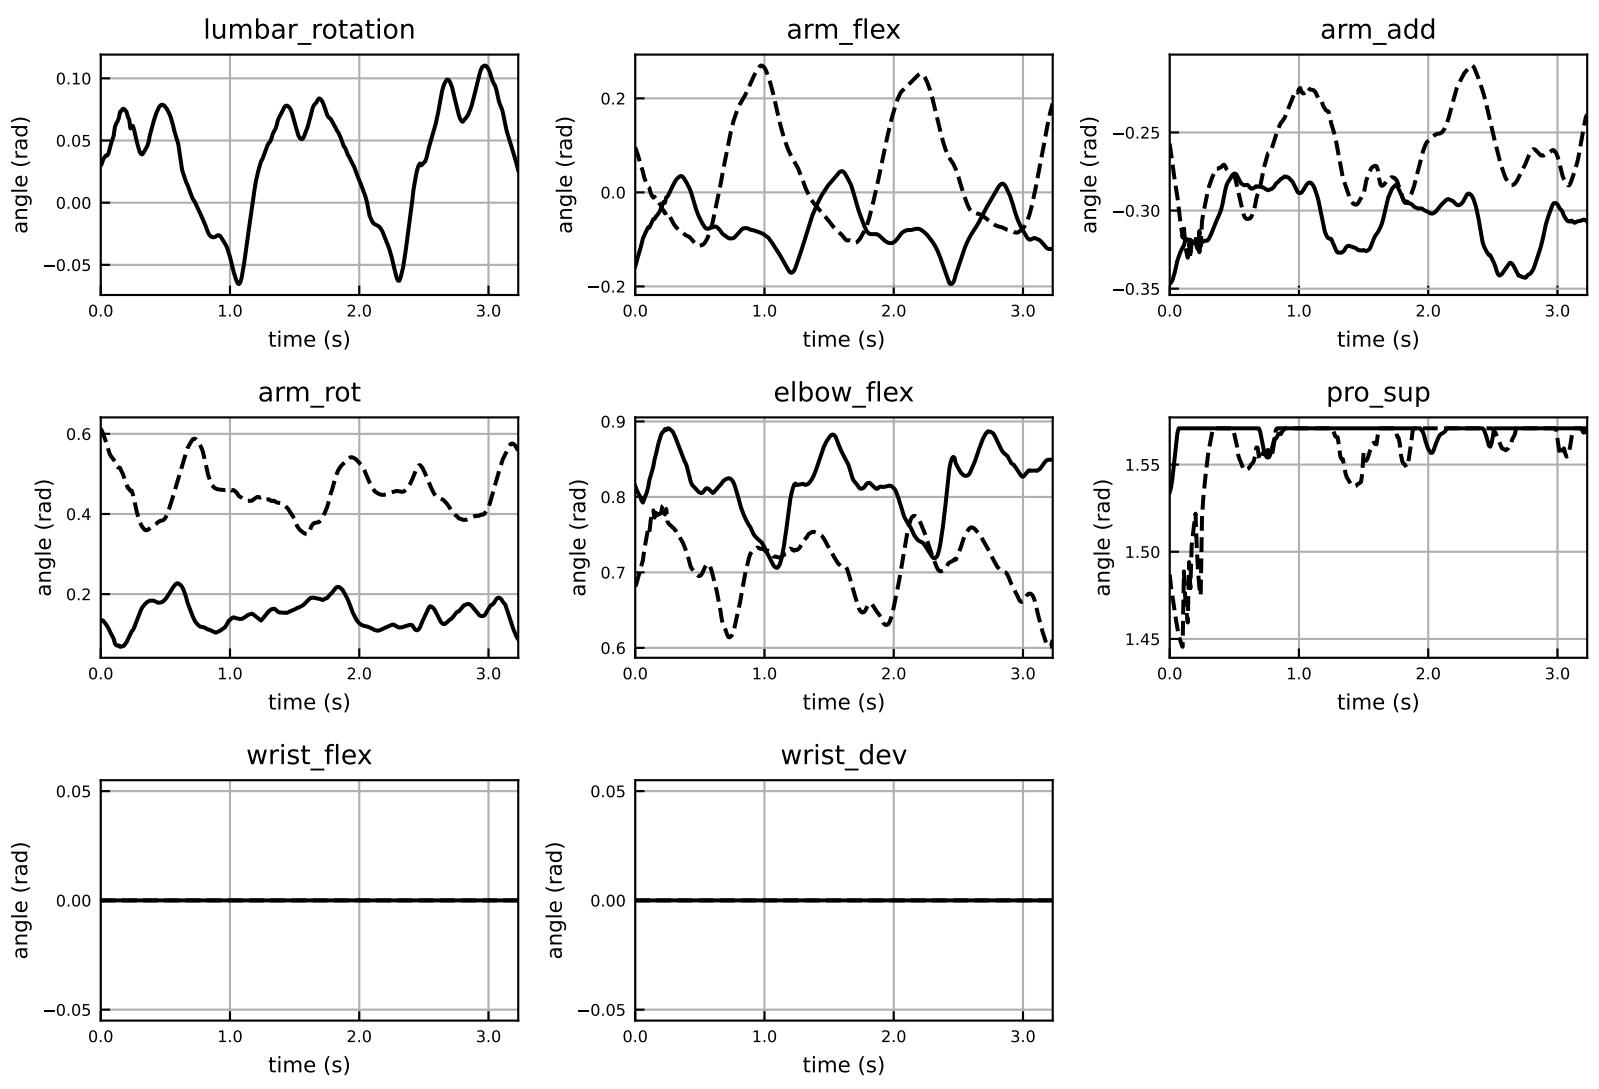 lumbar_rotation
angle (rad)
0.10
0.05
0.00
−0.05
0.0 1.0 2.0 3.0
time (s)
arm_flex
angle (rad)
0.2
0.0
−0.2
0.0 1.0 2.0 3.0
time (s)
arm_add
angle (rad)
−0.25
−0.30
−0.35
0.0 1.0 2.0 3.0
time (s)
arm_rot
angle (rad)
0.6
0.4
0.2
0.0 1.0 2.0 3.0
time (s)
elbow_flex
angle (rad)
0.9
0.8
0.7
0.6
0.0 1.0 2.0 3.0
time (s)
pro_sup
angle (rad)
1.55
1.50
1.45
0.0 1.0 2.0 3.0
time (s)
wrist_flex
angle (rad)
0.05
0.00
−0.05
0.0 1.0 2.0 3.0
time (s)
wrist_dev
angle (rad)
0.05
0.00
−0.05
0.0 1.0 2.0 3.0
time (s)